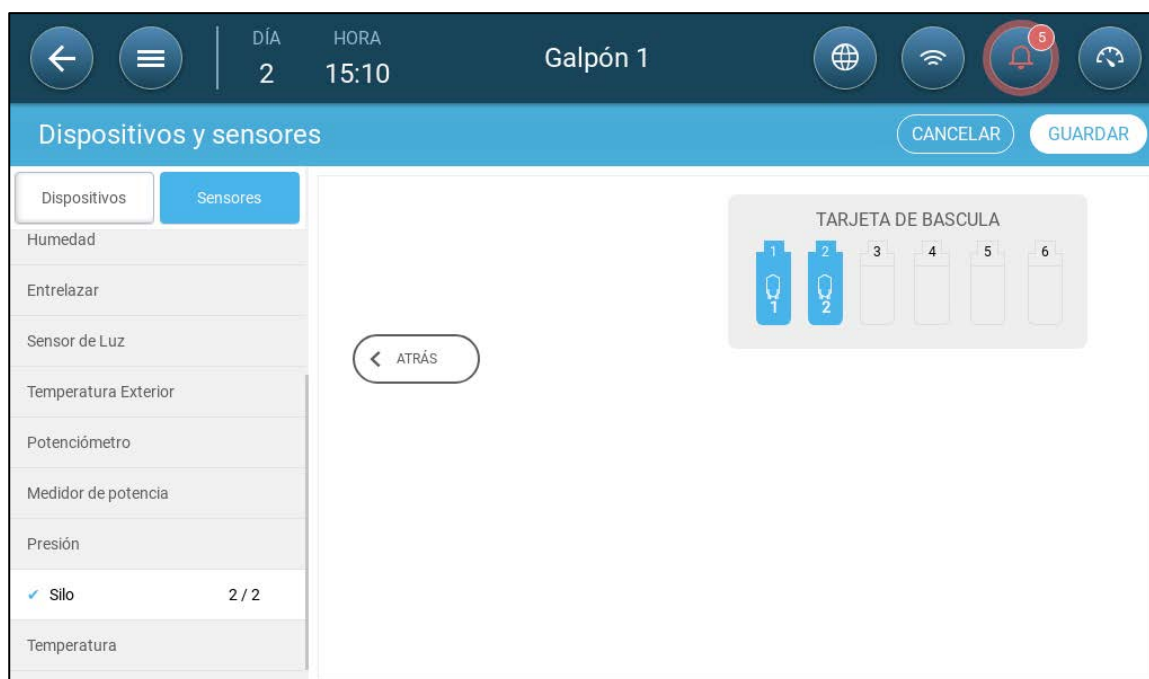 DÍA
2
HORA
15:10
Galpón 1
5
Dispositivos y sensores
CANCELAR
GUARDAR
Dispositivos
Sensores
Humedad
Entrelazar
Sensor de Luz
Temperatura Exterior
Potenciómetro
Medidor de potencia
Presión
Silo 2 / 2
Temperatura
ATRÁS
TARJETA DE BASCULA
1 2 3 4 5 6
1 2